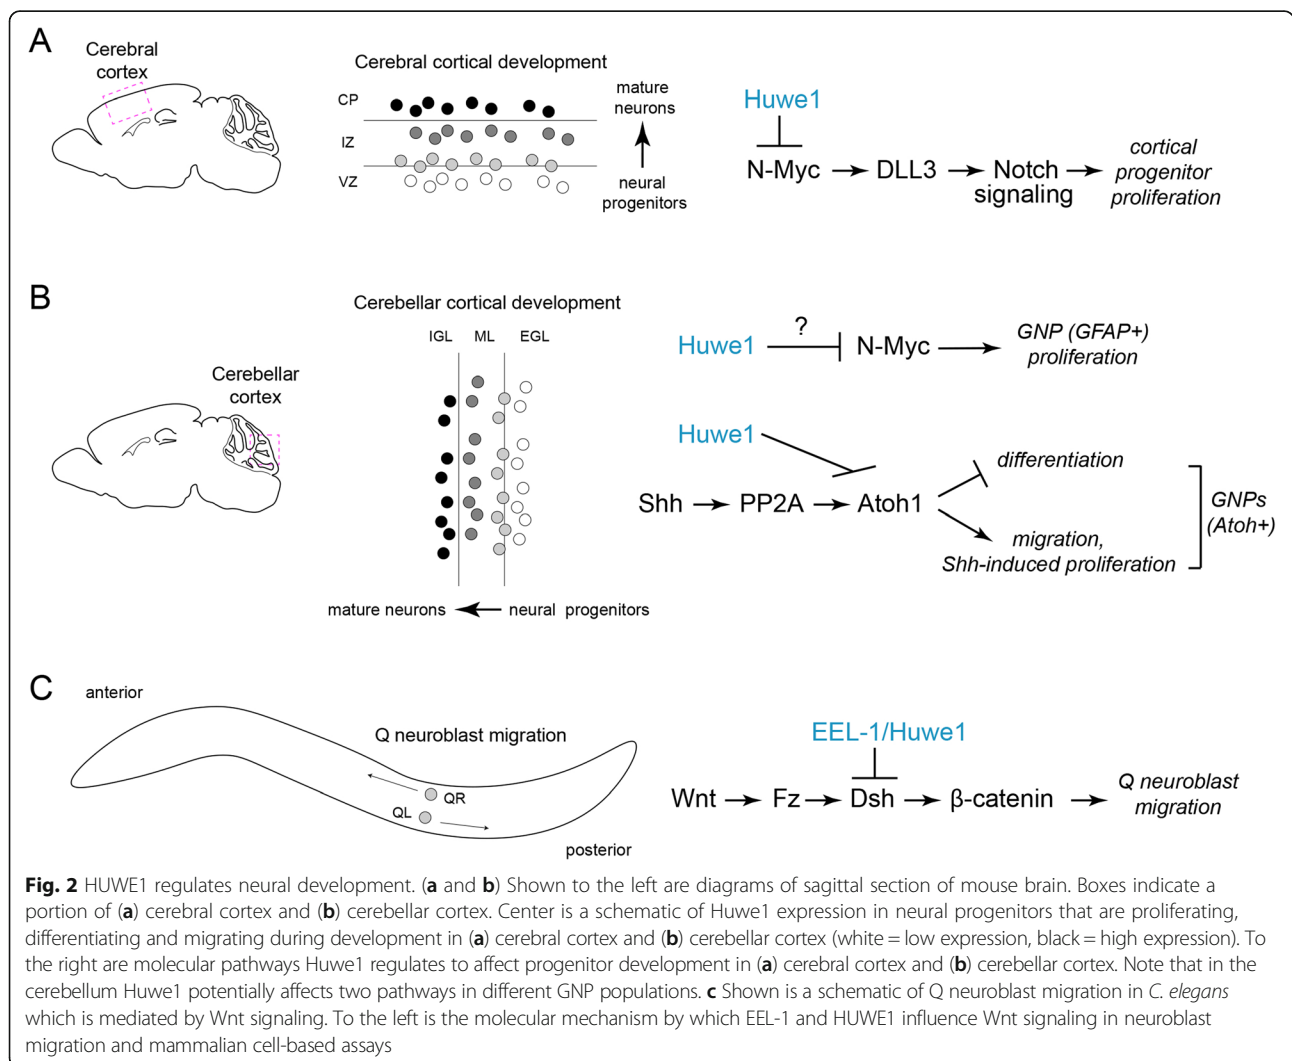 A
Cerebral
cortex
Cerebral cortical development
CP
IZ
VZ
mature
neurons
neural
progenitors
Huwe1
N-Myc
DLL3
Notch
signaling
cortical
progenitor
proliferation
B
Cerebellar
cortex
Cerebellar cortical development
IGL ML EGL
mature neurons
neural progenitors
Huwe1
?
N-Myc
GNP (GFAP+)
proliferation
Huwe1
Shh
PP2A
Atoh1
differentiation
migration,
Shh-induced proliferation
GNPs
(Atoh+)
C
anterior
Q neuroblast migration
QR
QL
posterior
EEL-1/Huwe1
Wnt
Fz
Dsh
β-catenin
Q neuroblast
migration
Fig. 2 HUWE1 regulates neural development. (a and b) Shown to the left are diagrams of sagittal section of mouse brain. Boxes indicate a
portion of (a) cerebral cortex and (b) cerebellar cortex. Center is a schematic of Huwe1 expression in neural progenitors that are proliferating,
differentiating and migrating during development in (a) cerebral cortex and (b) cerebellar cortex (white = low expression, black = high expression). To
the right are molecular pathways Huwe1 regulates to affect progenitor development in (a) cerebral cortex and (b) cerebellar cortex. Note that in the
cerebellum Huwe1 potentially affects two pathways in different GNP populations. c Shown is a schematic of Q neuroblast migration in C. elegans
which is mediated by Wnt signaling. To the left is the molecular mechanism by which EEL-1 and HUWE1 influence Wnt signaling in neuroblast
migration and mammalian cell-based assays